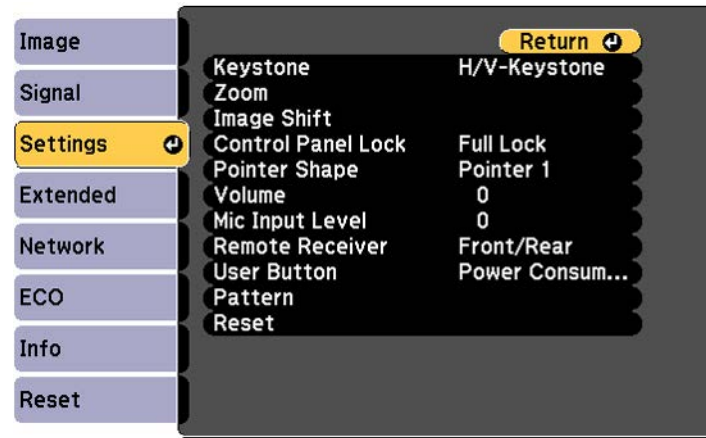 Image
Signal
Settings
Extended
Network
ECO
Info
Reset
Return
Keystone H/V-Keystone
Zoom
Image Shift
Control Panel Lock Full Lock
Pointer Shape Pointer 1
Volume 0
Mic Input Level 0
Remote Receiver Front/Rear
User Button Power Consum...
Pattern
Reset